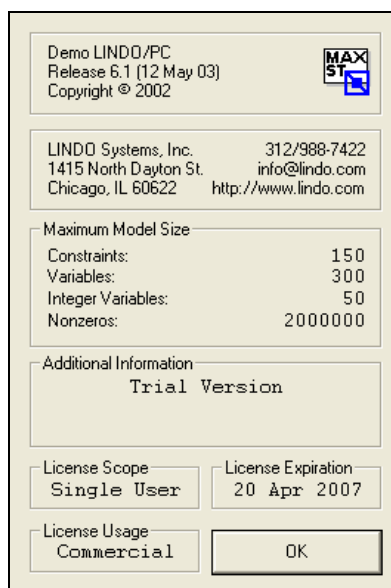 Demo LINDO/PC
Release 6.1 (12 May 03)
Copyright © 2002
MAX
ST
LINDO Systems, Inc. 312/988-7422
1415 North Dayton St. info@lindo.com
Chicago, IL 60622 http://www.lindo.com
Maximum Model Size
Constraints: 150
Variables: 300
Integer Variables: 50
Nonzeros: 2000000
Additional Information
Trial Version
License Scope
Single User
License Expiration
20 Apr 2007
License Usage
Commercial
OK